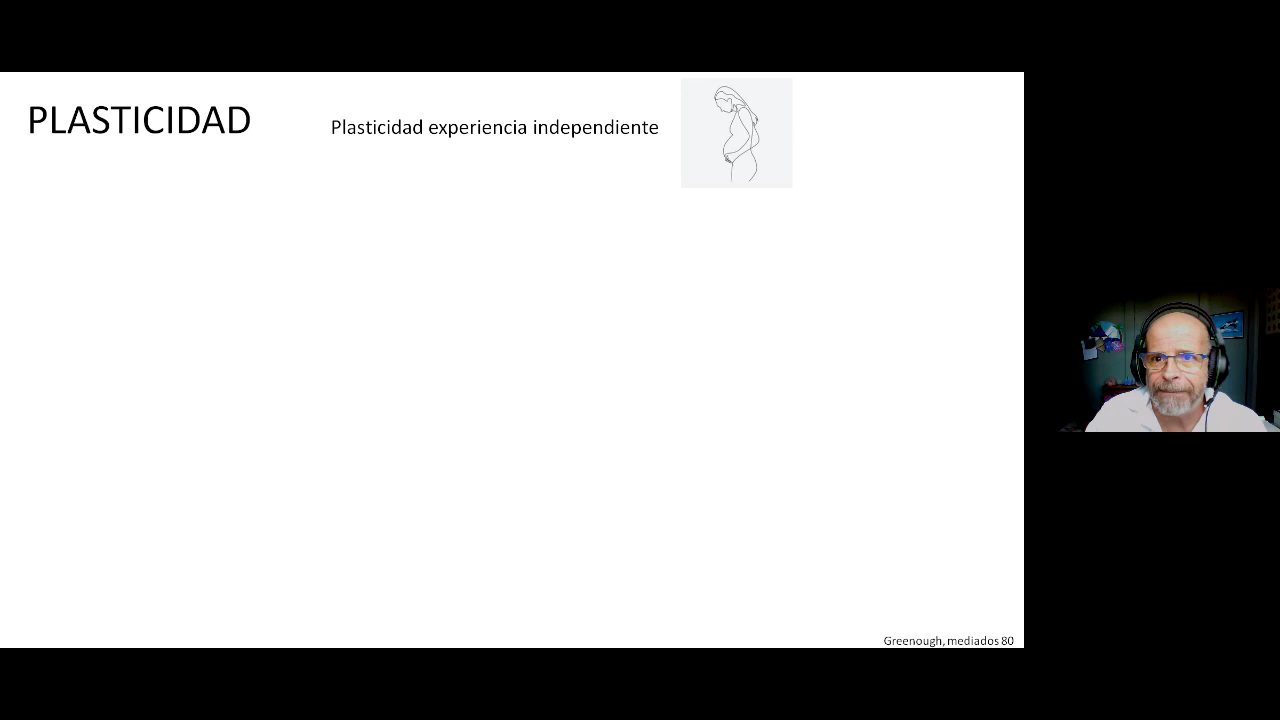 PLASTICIDAD
Plasticidad experiencia independiente
Greenough, mediados 80